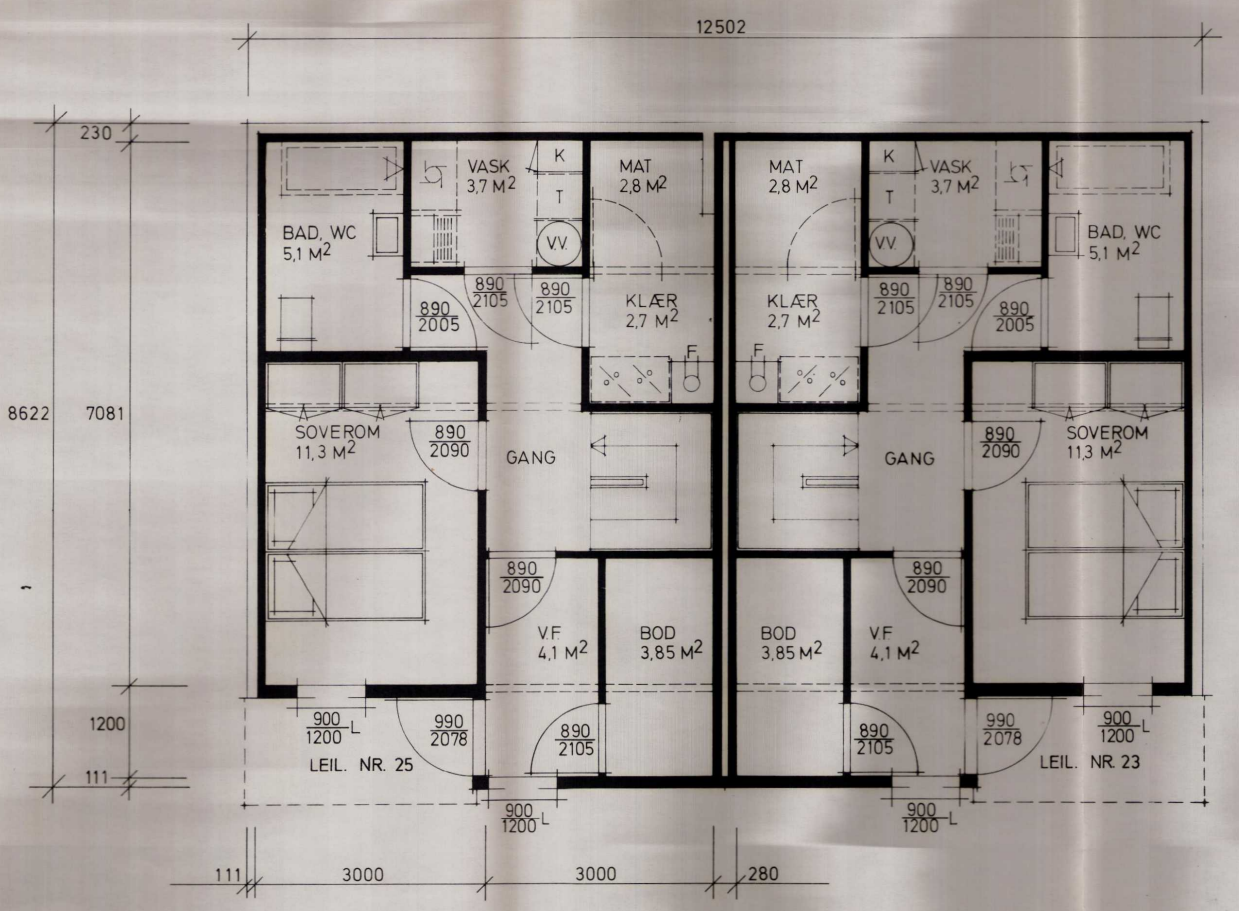 12502
230
8622
7081
1200
111
BAD, WC
5,1 M²
VASK
3,7 M²
K
T
V.V.
MAT
2,8 M²
MAT
2,8 M²
K
T
V.V.
VASK
3,7 M²
BAD, WC
5,1 M²
890
2005
890
2105
890
2105
KLÆR
2,7 M²
F
KLÆR
2,7 M²
F
890
2105
890
2105
890
2005
SOVEROM
11,3 M²
890
2090
GANG
GANG
890
2090
SOVEROM
11,3 M²
890
2090
V.F.
4,1 M²
BOD
3,85 M²
BOD
3,85 M²
V.F.
4,1 M²
890
2090
900
1200 L
990
2078
890
2105
890
2105
990
2078
900
1200 L
LEIL. NR. 25
LEIL. NR. 23
900
1200 L
900
1200 L
111
3000
3000
280